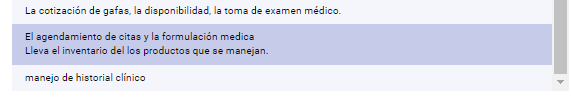 La cotización de gafas, la disponibilidad, la toma de examen médico.
El agendamiento de citas y la formulación medica
Lleva el inventario del los productos que se manejan.
manejo de historial clínico